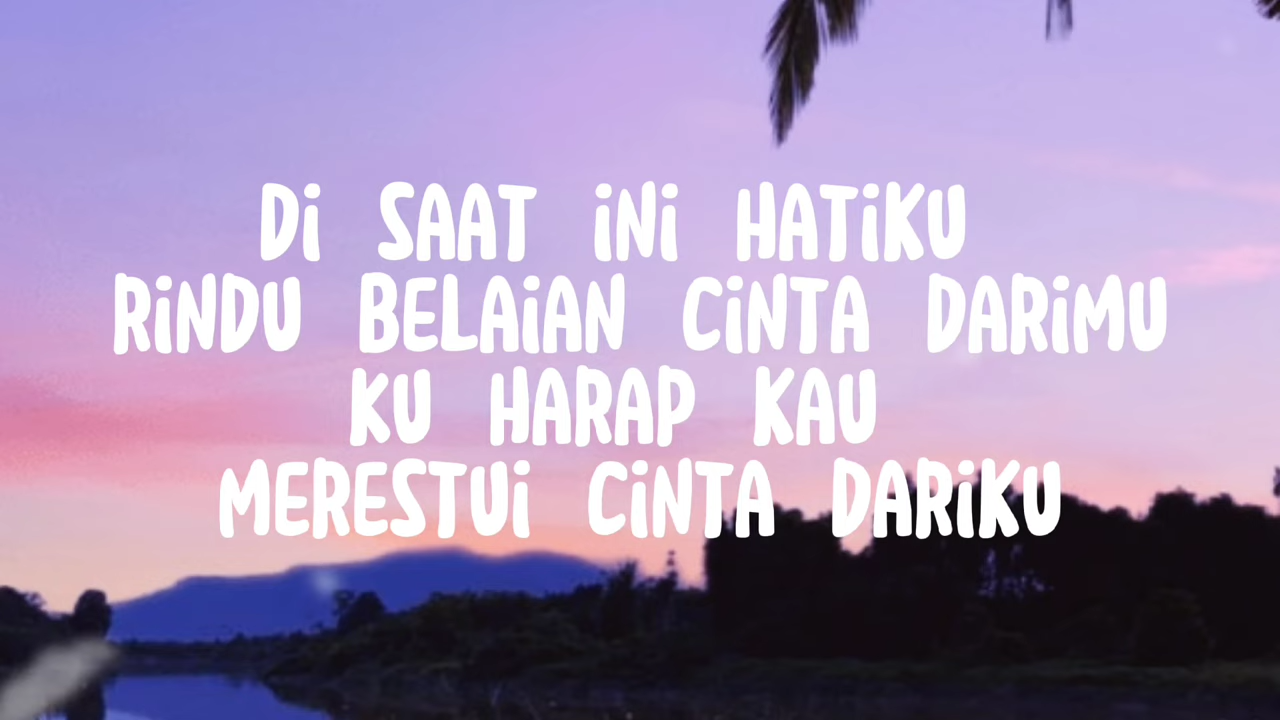 Di SAAT iNi HATiKU
RiNDU BELAiAN CiNTA DARiMU
KU HARAP KAU
MERESTUi CiNTA DARiKU